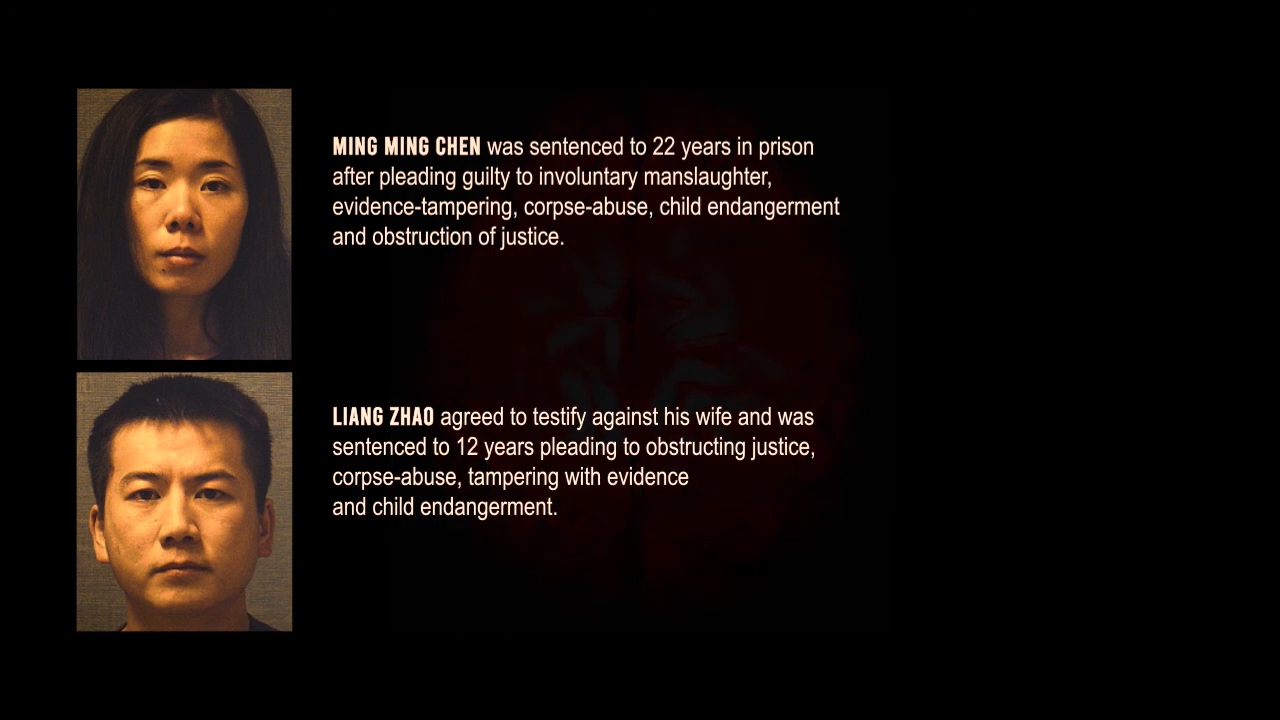 MING MING CHEN was sentenced to 22 years in prison
after pleading guilty to involuntary manslaughter,
evidence-tampering, corpse-abuse, child endangerment
and obstruction of justice.
LIANG ZHAO agreed to testify against his wife and was
sentenced to 12 years pleading to obstructing justice,
corpse-abuse, tampering with evidence
and child endangerment.